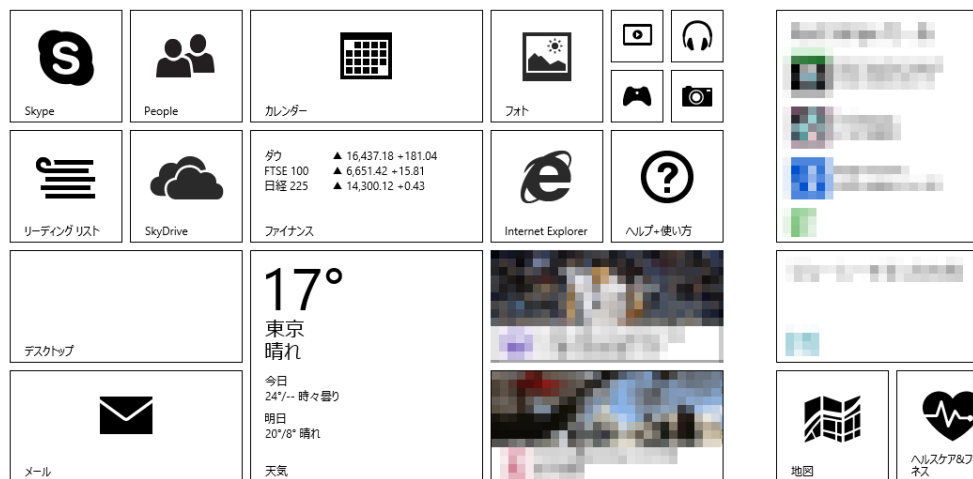 Skype
People
カレンダー
フォト
リーディング リスト
SkyDrive
ダウ ▲ 16,437.18 +181.04
FTSE 100 ▲ 6,651.42 +15.81
日経 225 ▲ 14,300.12 +0.43
ファイナンス
Internet Explorer
ヘルプ+使い方
デスクトップ
17°
東京
晴れ
今日
24°/-- 時々曇り
明日
20°/8° 晴れ
天気
メール
地図
ヘルスケア&フ
ネス